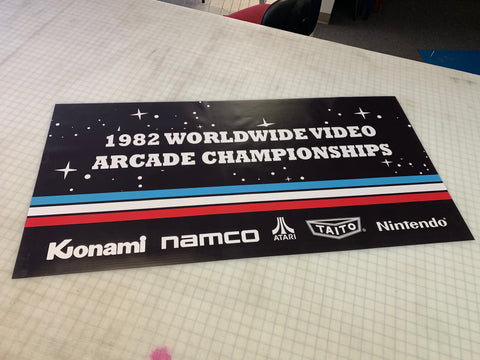 1982 WORLDWIDE VIDEO
ARCADE CHAMPIONSHIPS
Konami namco ATARI TAITO Nintendo